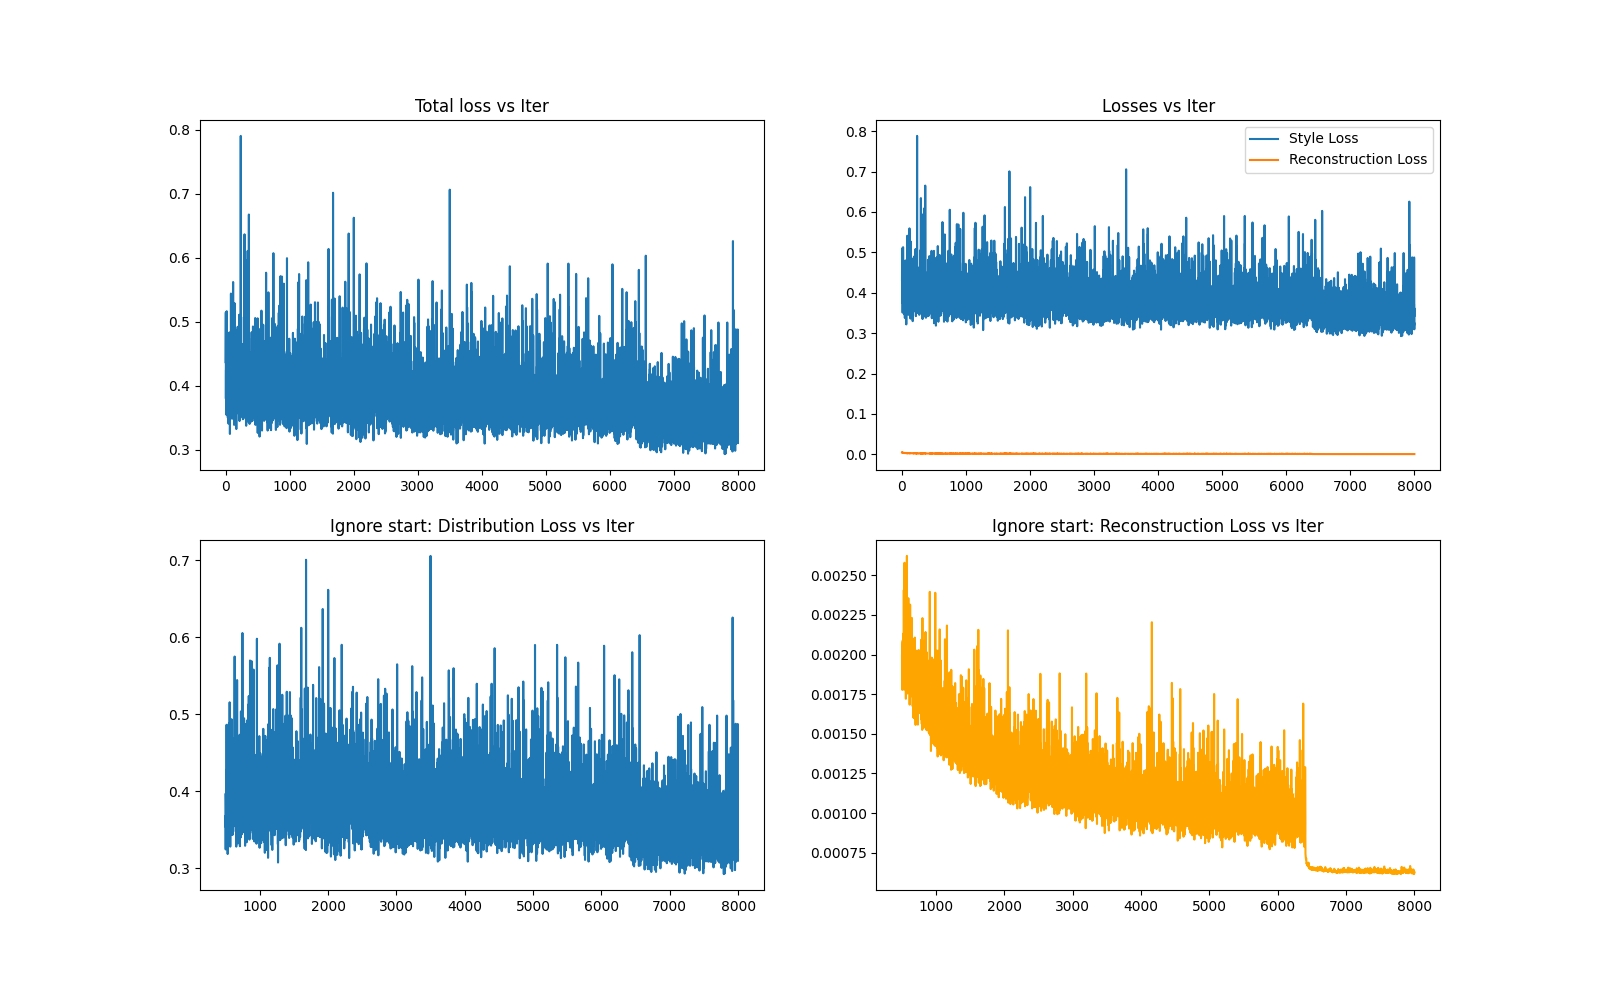 Total loss vs Iter
0.8
0.7
0.6
0.5
0.4
0.3
0 1000 2000 3000 4000 5000 6000 7000 8000
Losses vs Iter
Style Loss
Reconstruction Loss
0.8
0.7
0.6
0.5
0.4
0.3
0.2
0.1
0.0
0 1000 2000 3000 4000 5000 6000 7000 8000
Ignore start: Distribution Loss vs Iter
0.7
0.6
0.5
0.4
0.3
1000 2000 3000 4000 5000 6000 7000 8000
Ignore start: Reconstruction Loss vs Iter
0.00250
0.00225
0.00200
0.00175
0.00150
0.00125
0.00100
0.00075
1000 2000 3000 4000 5000 6000 7000 8000